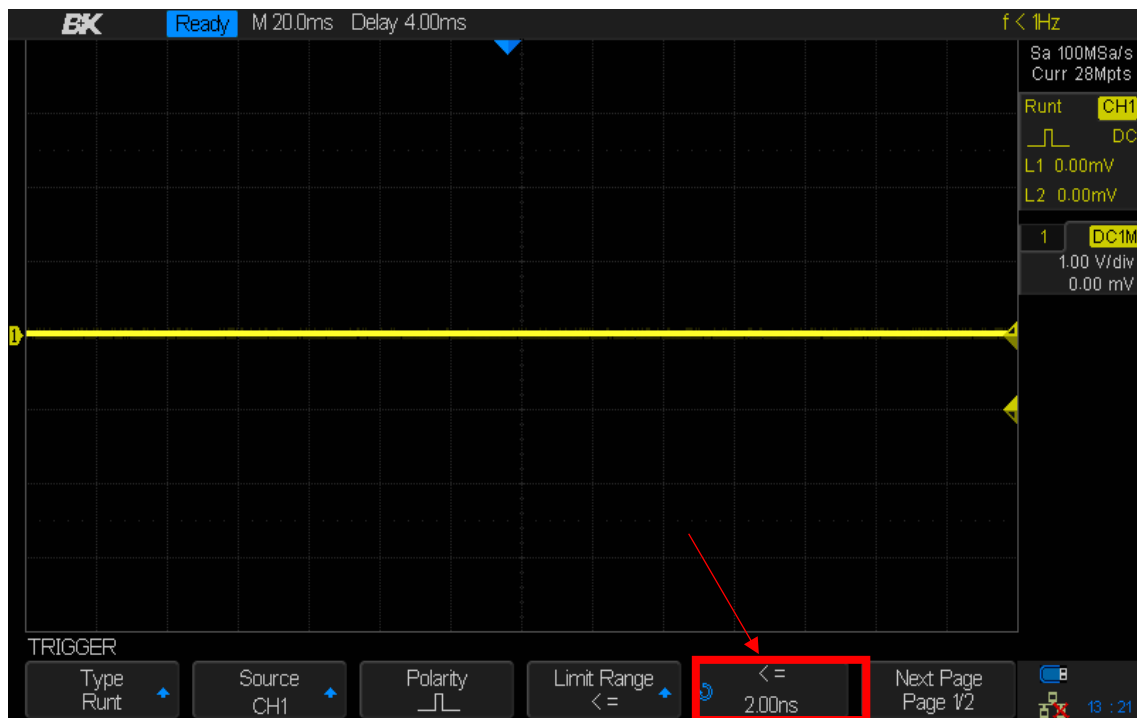 BK Ready M 20.0ms Delay 4.00ms f < 1Hz
Sa 100MSa/s
Curr 28Mpts
Runt CH1
DC
L1 0.00mV
L2 0.00mV
1 DC1M
1.00 V/div
0.00 mV
1
TRIGGER
Type
Runt
Source
CH1
Polarity
Limit Range
< =
< =
2.00ns
Next Page
Page 1/2
13 : 21